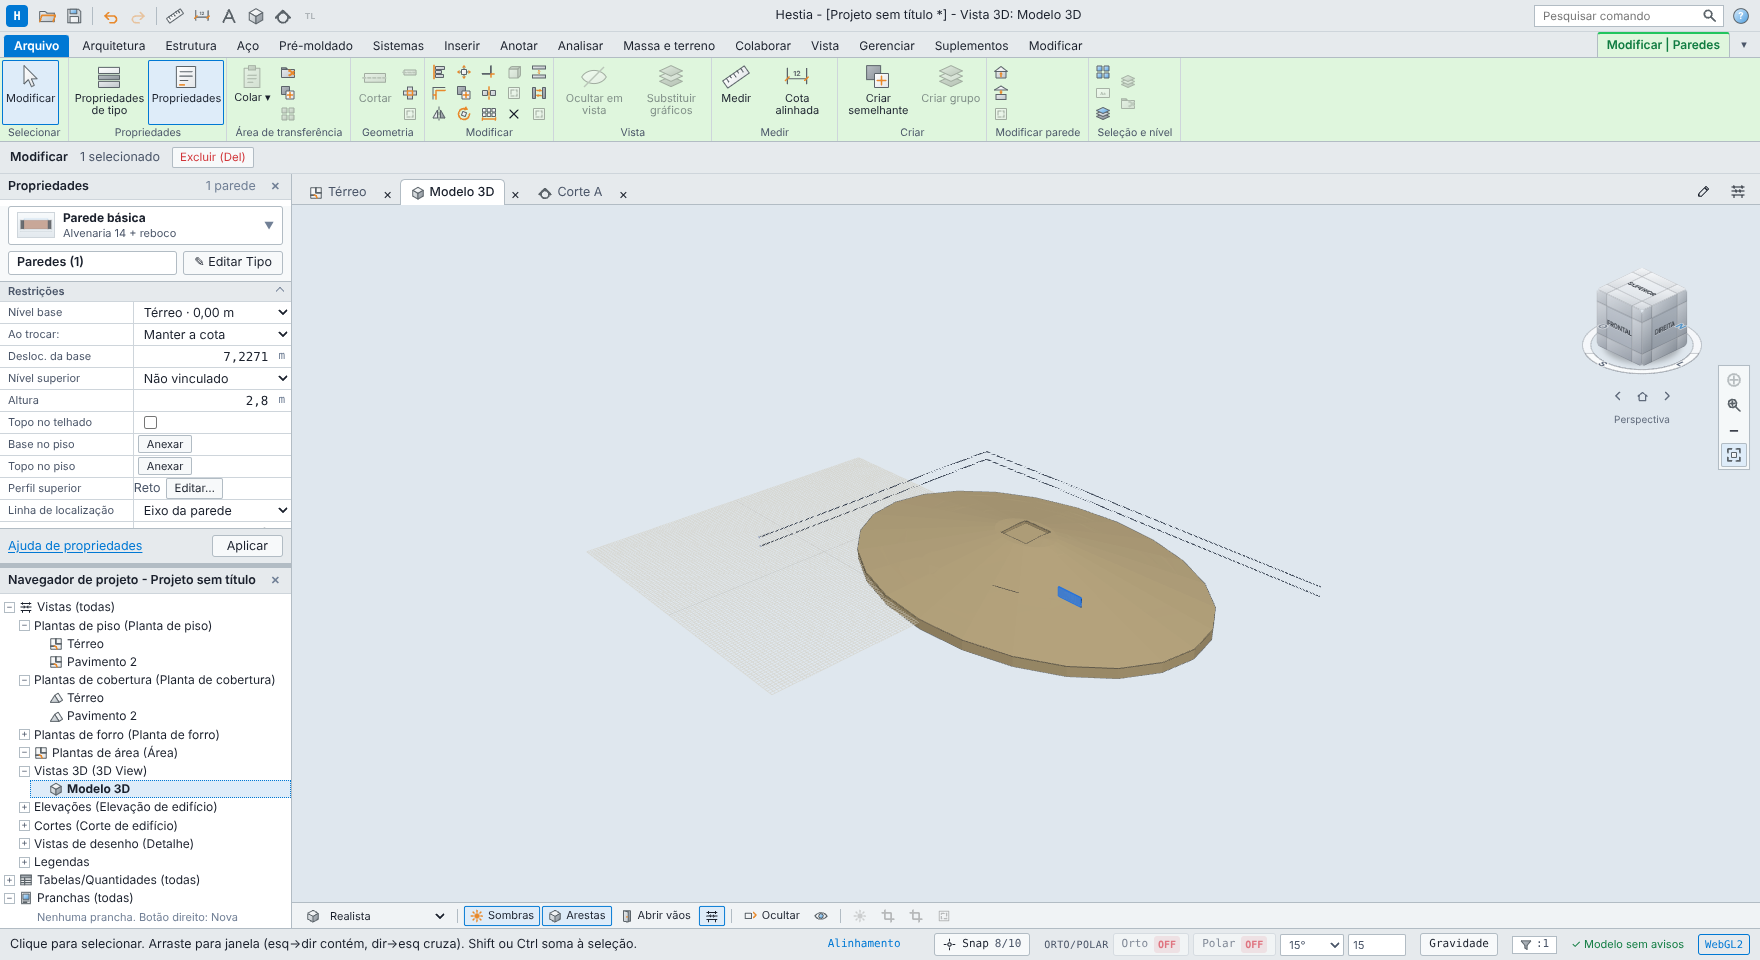 H
TL
Hestia - [Projeto sem título *] - Vista 3D: Modelo 3D
Pesquisar comando
?
Arquivo
Arquitetura
Estrutura
Aço
Pré-moldado
Sistemas
Inserir
Anotar
Analisar
Massa e terreno
Colaborar
Vista
Gerenciar
Suplementos
Modificar
Modificar | Paredes
Modificar
Propriedades de tipo
Propriedades
Colar
Cortar
Ocultar em vista
Substituir gráficos
Medir
Cota alinhada
Criar semelhante
Criar grupo
Selecionar
Propriedades
Área de transferência
Geometria
Modificar
Vista
Medir
Criar
Modificar parede
Seleção e nível
Modificar
1 selecionado
Excluir (Del)
Propriedades
1 parede
Parede básica
Alvenaria 14 + reboco
Paredes (1)
Editar Tipo
Restrições
Nível base
Térreo · 0,00 m
Ao trocar:
Manter a cota
Desloc. da base
7,2271 m
Nível superior
Não vinculado
Altura
2,8 m
Topo no telhado
Base no piso
Anexar
Topo no piso
Anexar
Perfil superior
Reto
Editar...
Linha de localização
Eixo da parede
Ajuda de propriedades
Aplicar
Navegador de projeto - Projeto sem título
Vistas (todas)
Plantas de piso (Planta de piso)
Térreo
Pavimento 2
Plantas de cobertura (Planta de cobertura)
Térreo
Pavimento 2
Plantas de forro (Planta de forro)
Plantas de área (Área)
Vistas 3D (3D View)
Modelo 3D
Elevações (Elevação de edifício)
Cortes (Corte de edifício)
Vistas de desenho (Detalhe)
Legendas
Tabelas/Quantidades (todas)
Pranchas (todas)
Nenhuma prancha. Botão direito: Nova
Térreo
Modelo 3D
Corte A
SUPERIOR
FRONTAL
DIREITA
Perspectiva
Realista
Sombras
Arestas
Abrir vãos
Ocultar
Clique para selecionar. Arraste para janela (esq→dir contém, dir→esq cruza). Shift ou Ctrl soma à seleção.
Alinhamento
Snap 8/10
ORTO/POLAR
Orto OFF
Polar OFF
15°
15
Gravidade
:1
✓ Modelo sem avisos
WebGL2